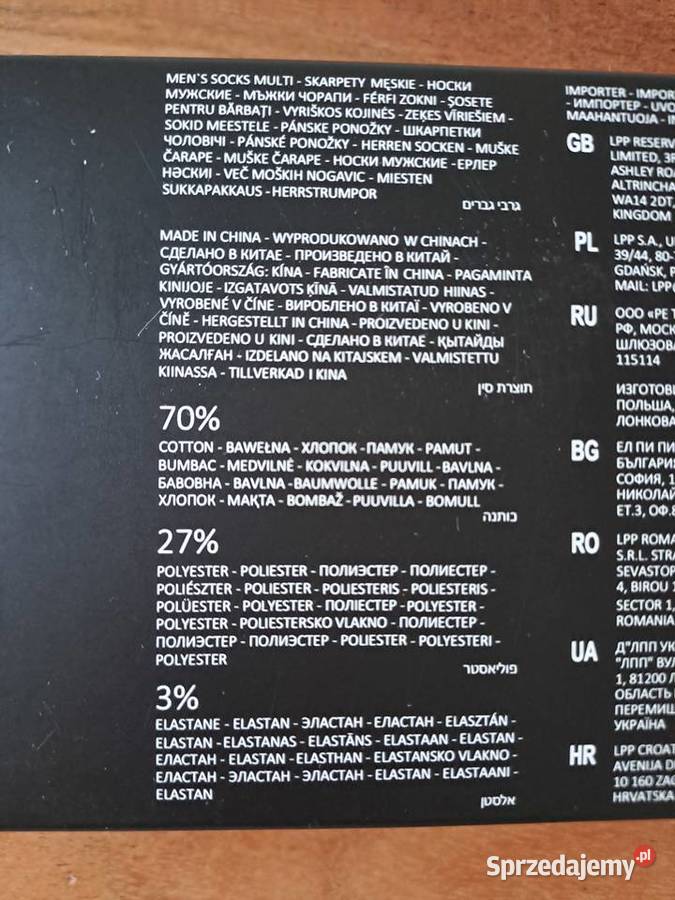 MEN`S SOCKS MULTI - SKARPETY MĘSKIE - НОСКИ
МУЖСКИЕ - МЪЖКИ ЧОРАПИ - FÉRFI ZOKNI - ȘOSETE
PENTRU BĂRBAȚI - VYRIŠKOS KOJINĖS - ZEĶES VĪRIEŠIEM -
SOKID MEESTELE - PÁNSKE PONOŽKY - ШКАРПЕТКИ
ЧОЛОВІЧІ - PÁNSKÉ PONOŽKY - HERREN SOCKEN - MUŠKE
ČARAPE - MUŠKE ČARAPE - НОСКИ МУЖСКИЕ - ЕРЛЕР
НӘСКИІ - VEČ MOŠKIH NOGAVIC - MIESTEN
SUKKAPAKKAUS - HERRSTRUMPOR
גרבי גברים
MADE IN CHINA - WYPRODUKOWANO W CHINACH -
СДЕЛАНО В КИТАЕ - ПРОИЗВЕДЕНО В КИТАЙ -
GYÁRTÓORSZÁG: KÍNA - FABRICATE ÎN CHINA - PAGAMINTA
KINIJOJE - IZGATAVOTS ĶĪNĀ - VALMISTATUD HIINAS -
VYROBENÉ V ČÍNE - ВИРОБЛЕНО В КИТАЇ - VYROBENO V
ČÍNĚ - HERGESTELLT IN CHINA - PROIZVEDENO U KINI -
PROIZVEDENO U KINI - СДЕЛАНО В КИТАЕ - ҚЫТАЙДЫ
ЖАСАЛҒАН - IZDELANO NA KITAJSKEM - VALMISTETTU
KIINASSA - TILLVERKAD I KINA
תוצרת סין
70%
COTTON - BAWEŁNA - ХЛОПОК -ПАМУК - PAMUT -
BUMBAC - MEDVILNĖ - KOKVILNA - PUUVILL -BAVLNA -
БАВОВНА - BAVLNA -BAUMWOLLE - PAMUK - ПАМУК -
ХЛОПОК - МАҚТА - BOMBAŽ -PUUVILLA - BOMULL
כותנה
27%
POLYESTER - POLIESTER - ПОЛИЭСТЕР - ПОЛИЕСТЕР -
POLIÉSZTER - POLIESTER - POLIESTERIS - POLIESTERIS -
POLÜESTER - POLYESTER - ПОЛІЕСТЕР - POLYESTER -
POLYESTER - POLIESTERSKO VLAKNO - ПОЛИЕСТЕР -
ПОЛИЭСТЕР - ПОЛИЭСТЕР - POLIESTER - POLYESTERI -
POLYESTER
פוליאסטר
3%
ELASTANE - ELASTAN - ЭЛАСТАН - ЕЛАСТАН - ELASZTÁN -
ELASTAN - ELASTANAS - ELASTĀNS - ELASTAAN - ELASTAN -
ЕЛАСТАН - ELASTAN - ELASTHAN - ELASTANSKO VLAKNO -
ЕЛАСТАН - ЭЛАСТАН - ЭЛАСТАН - ELASTAN - ELASTAANI -
ELASTAN
אלסטן
IMPORTER - IMPOR
- ИМПОРТЕР - UVO
MAAHANTUOJA - I
GB
LPP RESERV
LIMITED, 3R
ASHLEY RO
ALTRINCHA
WA14 2DT,
KINGDOM
PL
LPP S.A., U
39/44, 80-
GDAŃSK, P
MAIL: LPP
RU
ООО «РЕ Т
РФ, МОСК
ШЛЮЗОВА
115114
ИЗГОТОВИ
ПОЛЬША,
ЛОНКОВА
BG
ЕЛ ПИ ПИ
БЪЛГАРИ
СОФИЯ, 1
НИКОЛАЙ
ЕТ.3, ОФ.
RO
LPP ROMA
S.R.L. STRA
SEVASTOP
4, BIROU 1
SECTOR 1,
ROMANIA
UA
Д"ЛПП УК
"ЛПП" ВУЛ
1, 81200 Л
ОБЛАСТЬ
ПЕРЕМИШ
УКРАЇНА
HR
LPP CROAT
AVENIJA D
10 160 ZAG
HRVATSKA
Sprzedajemy.pl